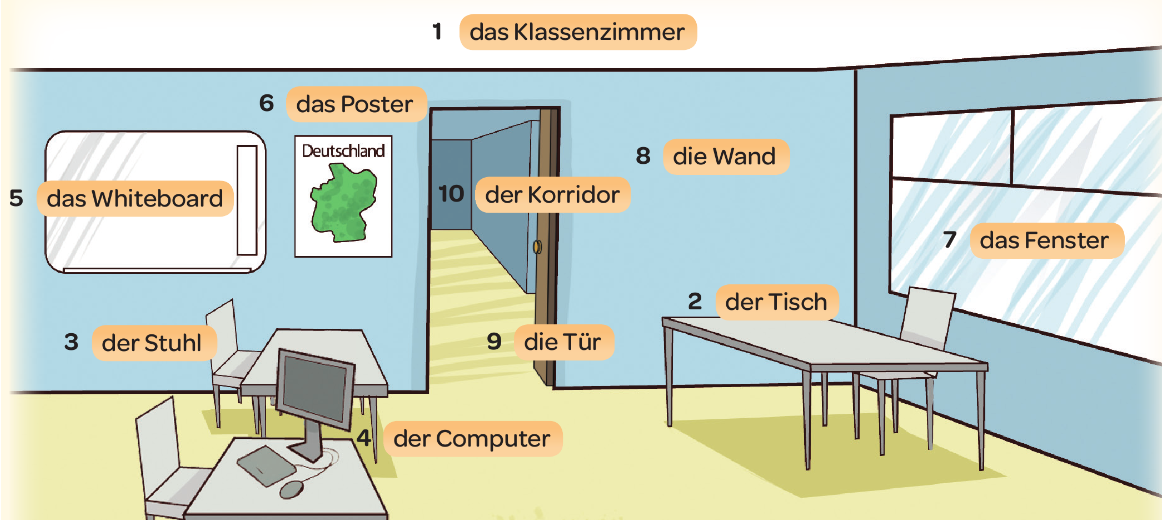 1 das Klassenzimmer
6 das Poster
Deutschland
8 die Wand
5 das Whiteboard
10 der Korridor
7 das Fenster
2 der Tisch
3 der Stuhl
9 die Tür
4 der Computer